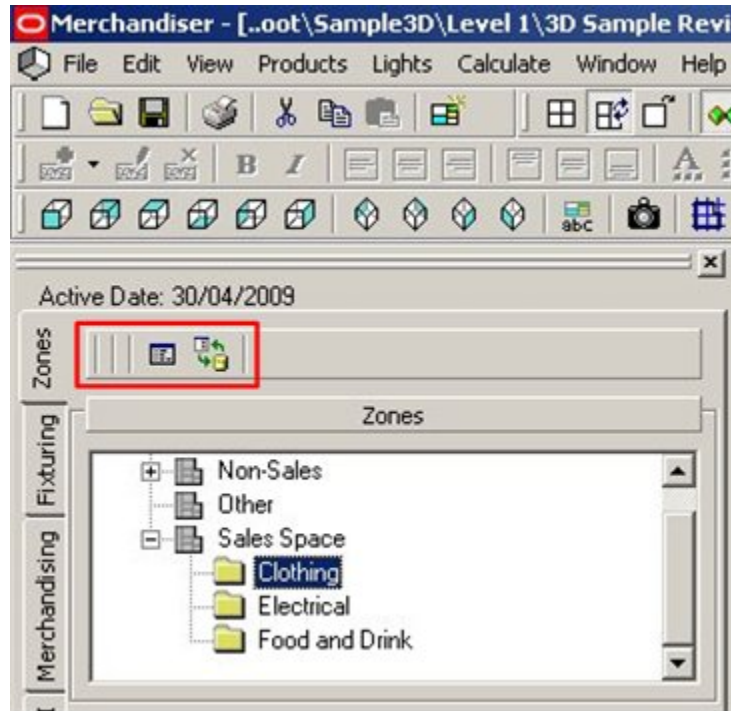 Merchandiser - [..oot\Sample3D\Level 1\3D Sample Revi
File Edit View Products Lights Calculate Window Help
B I A
abc
Active Date: 30/04/2009
Zones
Fixturing
Merchandising
Zones
Non-Sales
Other
Sales Space
Clothing
Electrical
Food and Drink